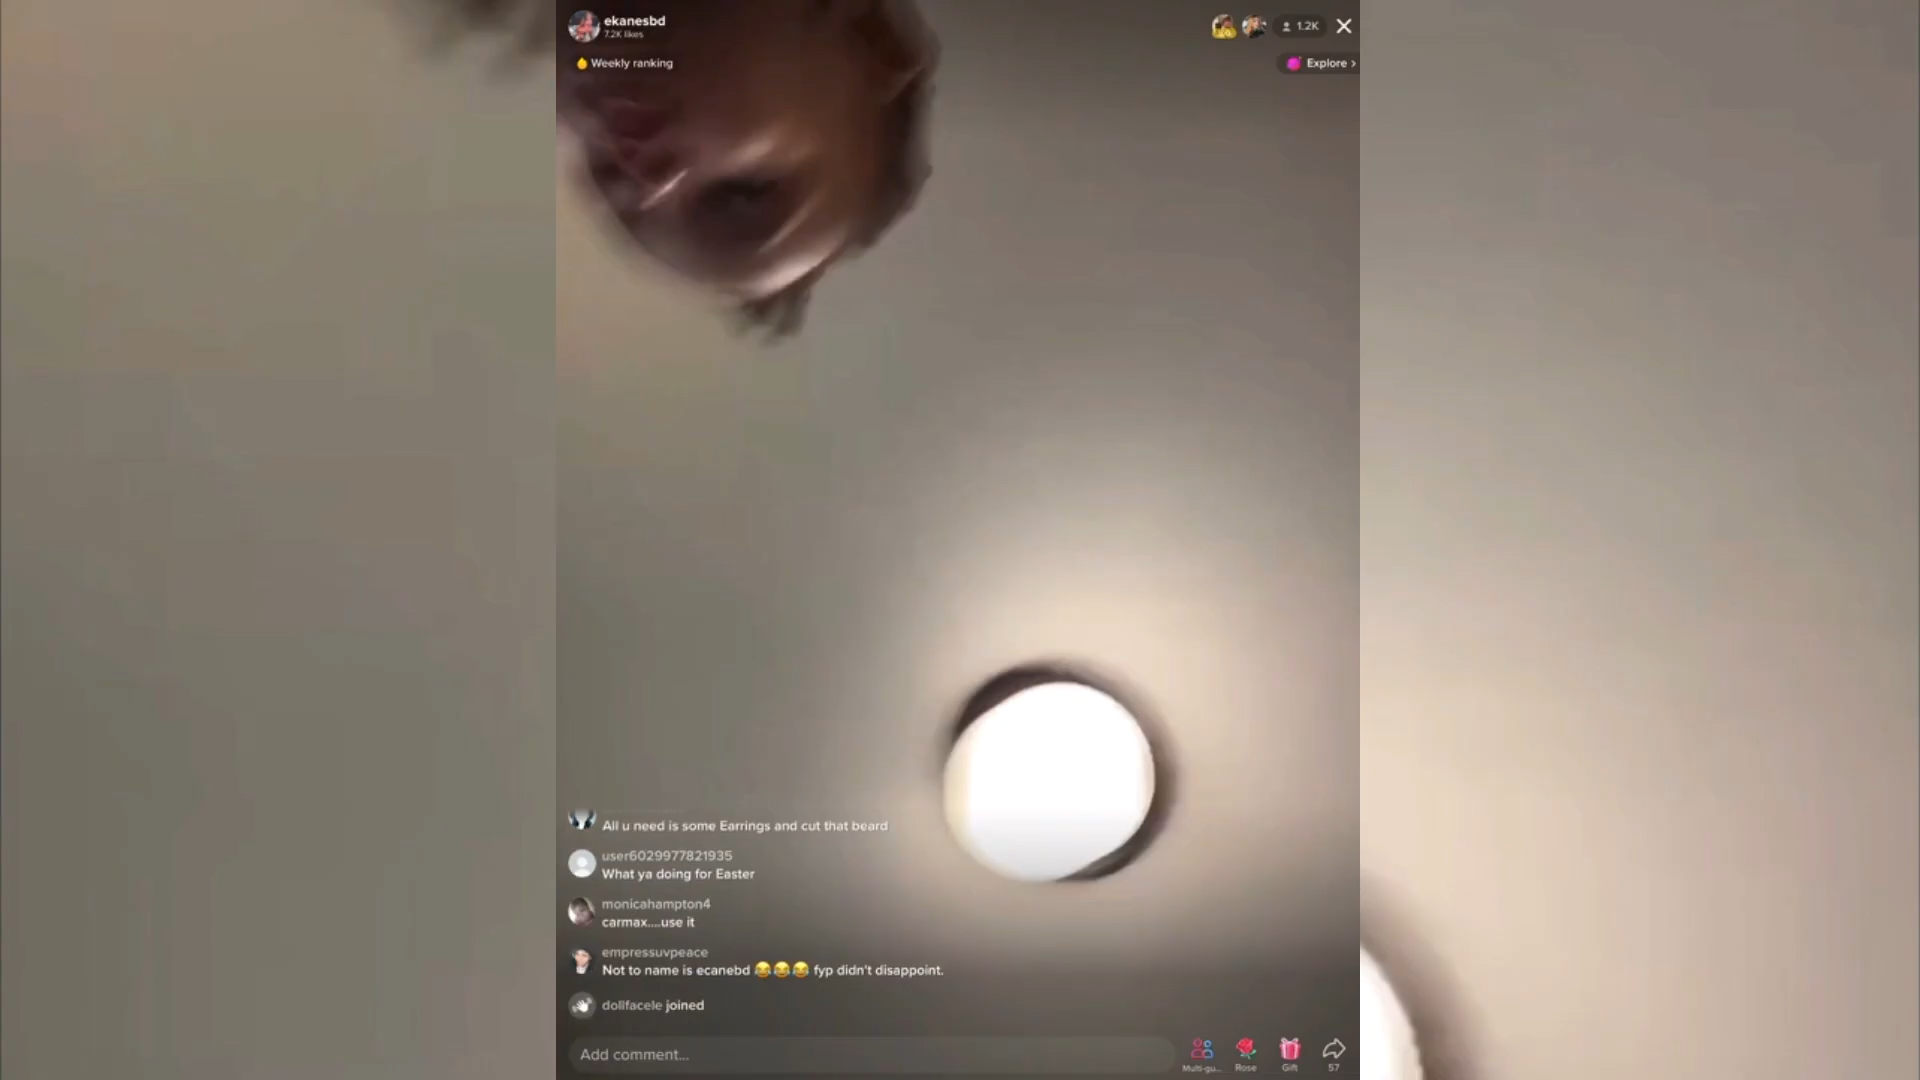 ekanesbd
7.2K likes
1.2K
Weekly ranking
Explore >
All u need is some Earrings and cut that beard
user6029977821935
What ya doing for Easter
monicahampton4
carmax....use it
empressuvpeace
Not to name is ecanebd 😂😂😂 fyp didn't disappoint.
dollfacele joined
Add comment...
Multi-gu...
Rose
Gift
57